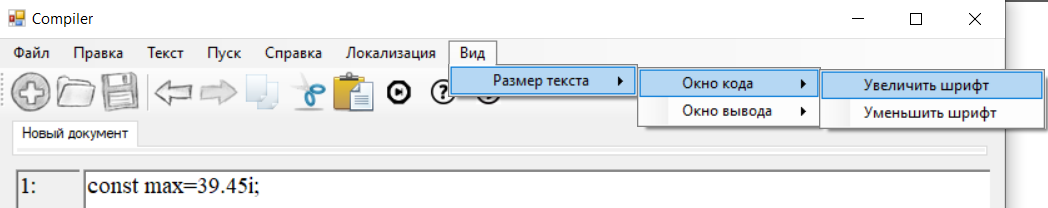 Compiler
Файл Правка Текст Пуск Справка Локализация Вид
Размер текста Окно кода Увеличить шрифт
Окно вывода Уменьшить шрифт
Новый документ
1: const max=39.45i;